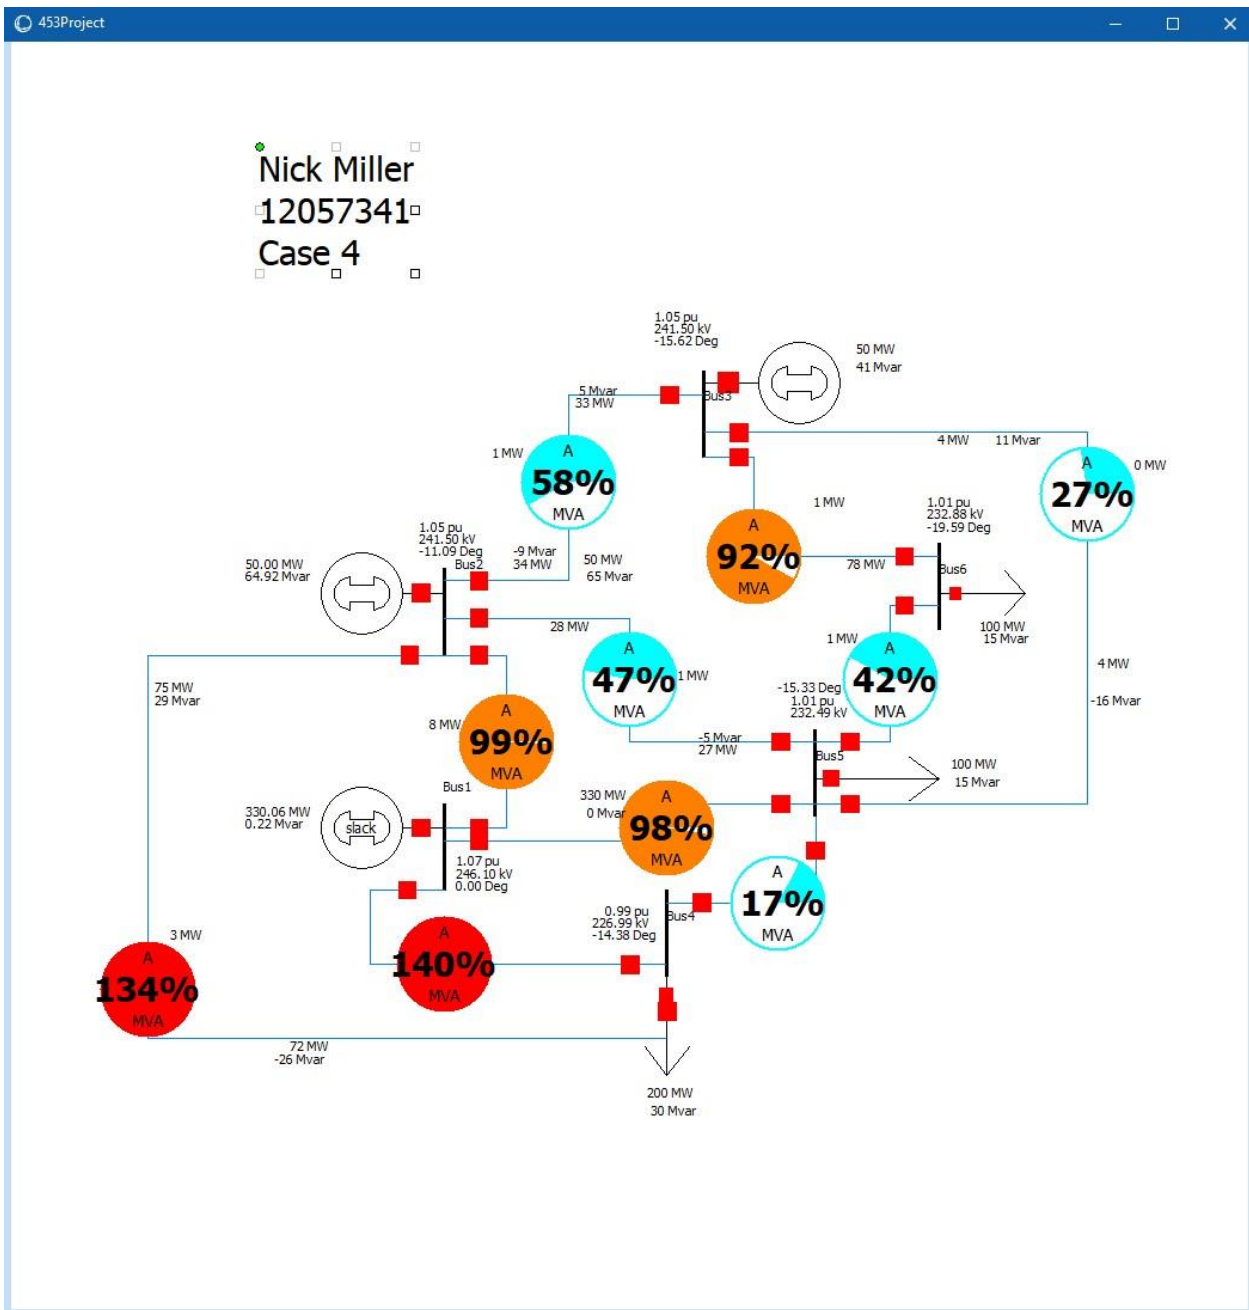 453Project
Nick Miller
12057341
Case 4
1.05 pu
241.50 kV
-15.62 Deg
50 MW
41 Mvar
Bus3
5 Mvar
33 MW
4 MW
11 Mvar
1 MW
A
58%
MVA
A
27%
MVA
0 MW
1 MW
1.01 pu
232.88 kV
-19.59 Deg
A
92%
MVA
1.05 pu
241.50 kV
-11.09 Deg
Bus2
-9 Mvar
34 MW
50 MW
65 Mvar
50.00 MW
64.92 Mvar
78 MW
Bus6
28 MW
100 MW
15 Mvar
1 MW
A
47%
MVA
1 MW
A
42%
MVA
4 MW
-16 Mvar
75 MW
29 Mvar
-15.33 Deg
1.01 pu
232.49 kV
8 MW
A
99%
MVA
-5 Mvar
27 MW
Bus5
100 MW
15 Mvar
Bus1
330.06 MW
0.22 Mvar
slack
330 MW
0 Mvar
A
98%
MVA
1.07 pu
246.10 kV
0.00 Deg
A
17%
MVA
0.99 pu
226.99 kV
-14.38 Deg
Bus4
3 MW
A
134%
MVA
A
140%
MVA
72 MW
-26 Mvar
200 MW
30 Mvar